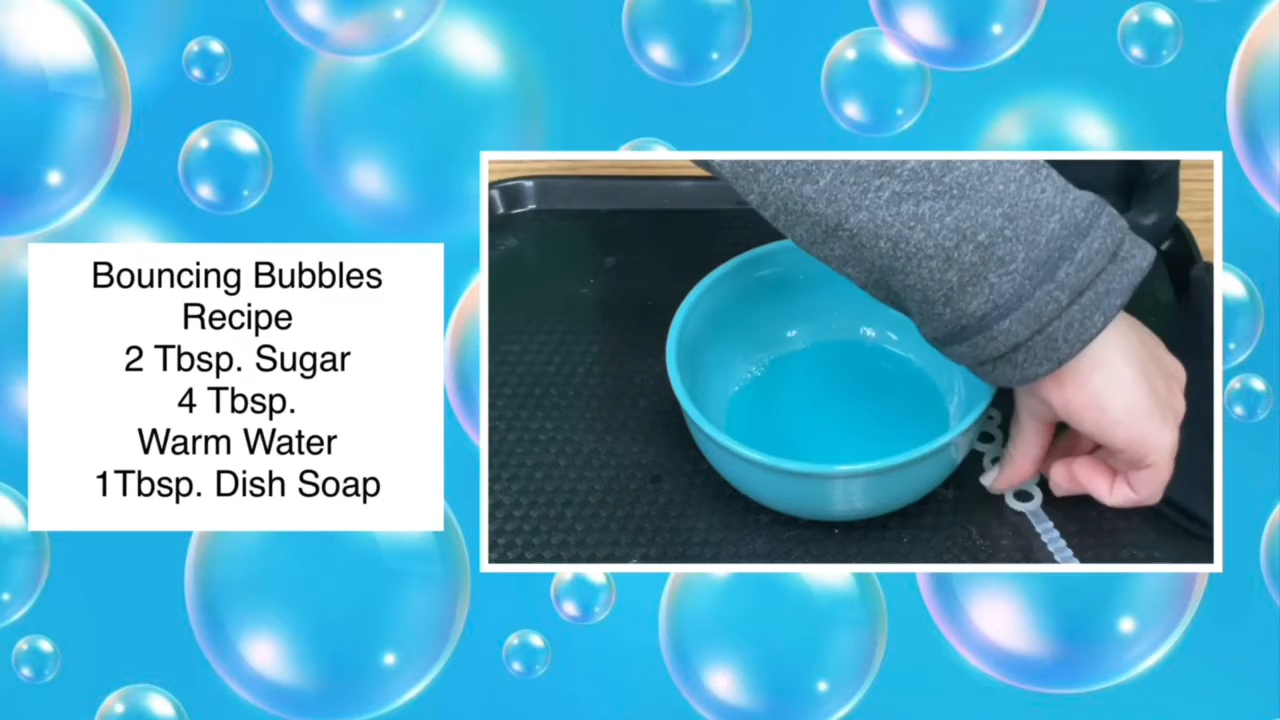 Bouncing Bubbles
Recipe
2 Tbsp. Sugar
4 Tbsp.
Warm Water
1Tbsp. Dish Soap